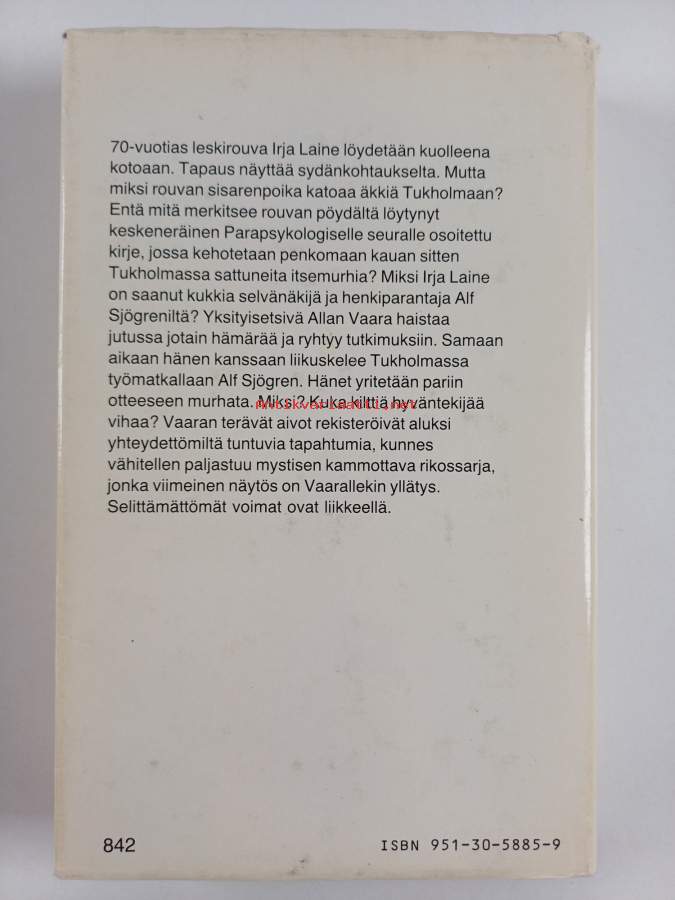 70-vuotias leskirouva Irja Laine löydetään kuolleena
kotoaan. Tapaus näyttää sydänkohtaukselta. Mutta
miksi rouvan sisarenpoika katoaa äkkiä Tukholmaan?
Entä mitä merkitsee rouvan pöydältä löytynyt
keskeneräinen Parapsykologiselle seuralle osoitettu
kirje, jossa kehotetaan penkomaan kauan sitten
Tukholmassa sattuneita itsemurhia? Miksi Irja Laine
on saanut kukkia selvänäkijä ja henkiparantaja Alf
Sjögreniltä? Yksityisetsivä Allan Vaara haistaa
jutussa jotain hämärää ja ryhtyy tutkimuksiin. Samaan
aikaan hänen kanssaan liikuskelee Tukholmassa
työmatkallaan Alf Sjögren. Hänet yritetään pariin
otteeseen murhata. Miksi? Kuka kilttiä hyväntekijää
Antikvariaatti.net
vihaa? Vaaran terävät aivot rekisteröivät aluksi
yhteydettömiltä tuntuvia tapahtumia, kunnes
vähitellen paljastuu mystisen kammottava rikossarja,
jonka viimeinen näytös on Vaarallekin yllätys.
Selittämättömät voimat ovat liikkeellä.
842
ISBN 951-30-5885-9